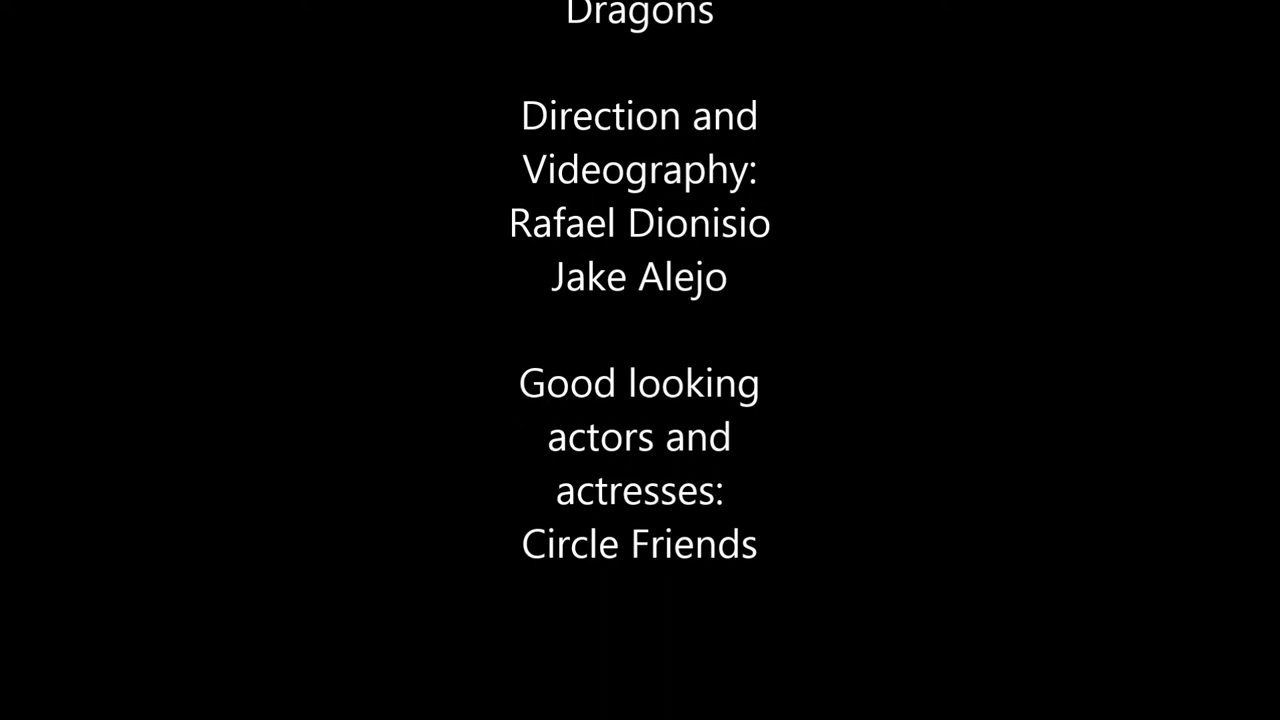 Dragons
Direction and
Videography:
Rafael Dionisio
Jake Alejo
Good looking
actors and
actresses:
Circle Friends